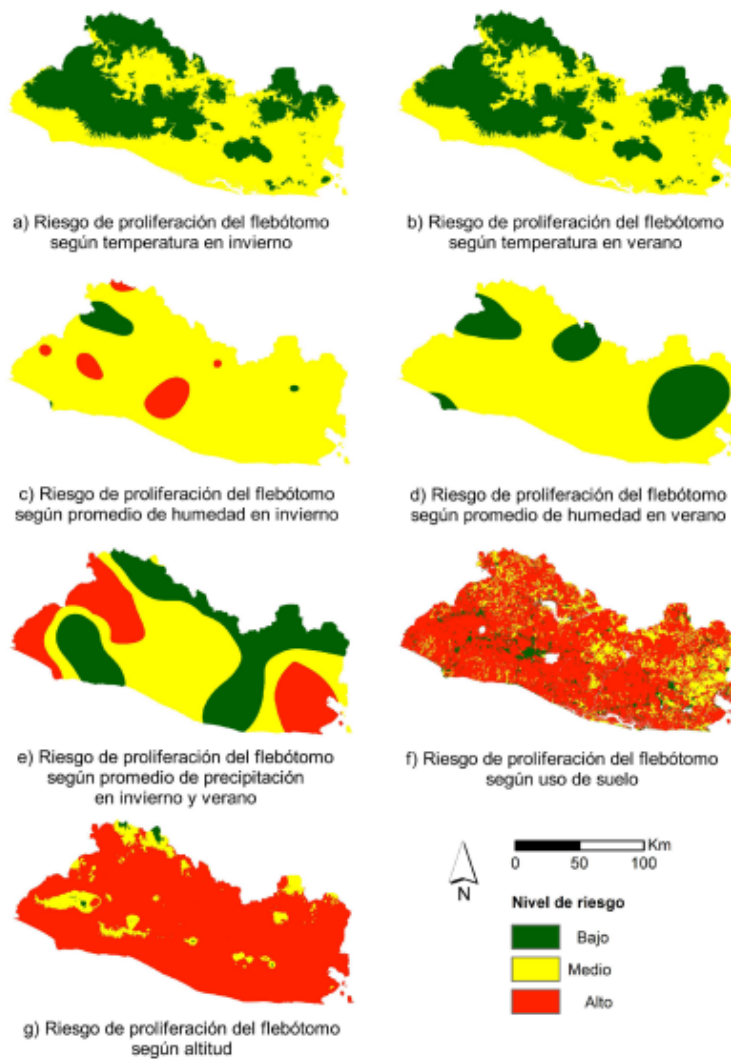 a) Riesgo de proliferación del flebótomo
según temperatura en invierno
b) Riesgo de proliferación del flebótomo
según temperatura en verano
c) Riesgo de proliferación del flebótomo
según promedio de humedad en invierno
d) Riesgo de proliferación del flebótomo
según promedio de humedad en verano
e) Riesgo de proliferación del flebótomo
según promedio de precipitación
en invierno y verano
f) Riesgo de proliferación del flebótomo
según uso de suelo
g) Riesgo de proliferación del flebótomo
según altitud
N
Km
0 50 100
Nivel de riesgo
Bajo
Medio
Alto